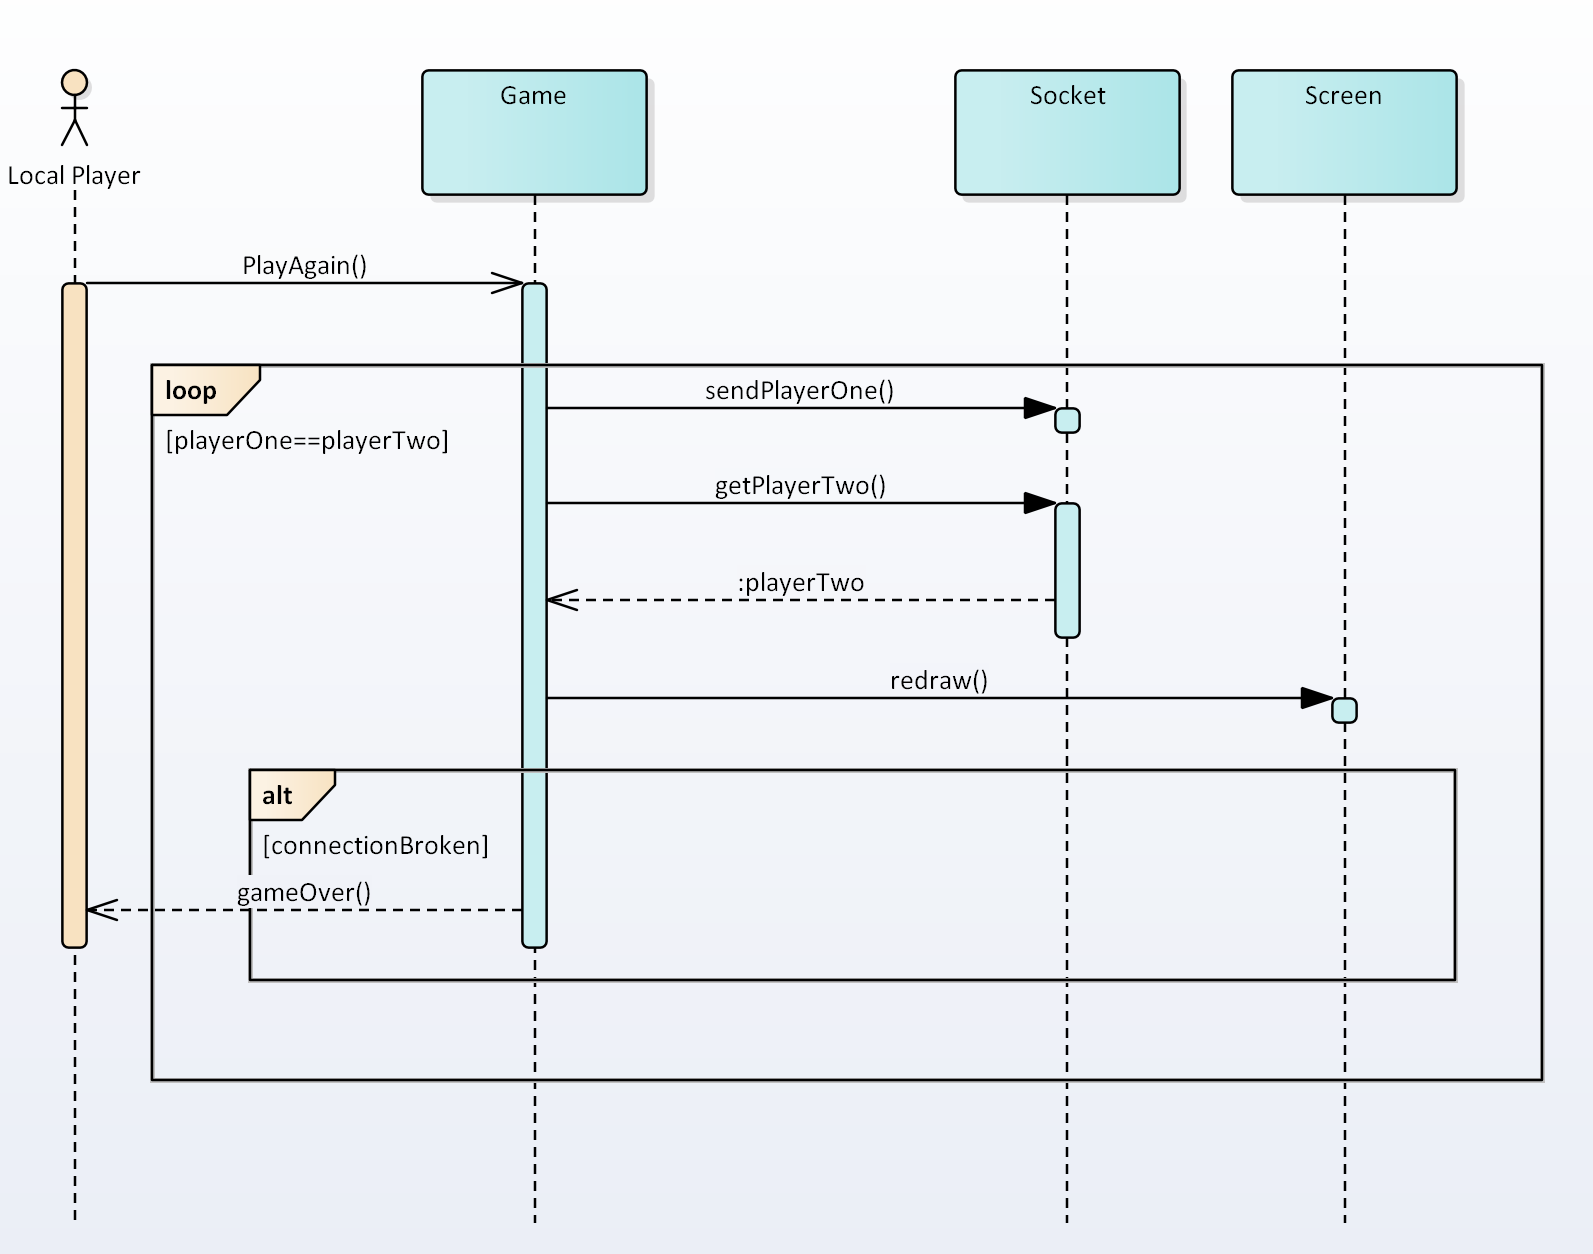 Local Player
Game
Socket
Screen
PlayAgain()
loop
[playerOne==playerTwo]
sendPlayerOne()
getPlayerTwo()
:playerTwo
redraw()
alt
[connectionBroken]
gameOver()